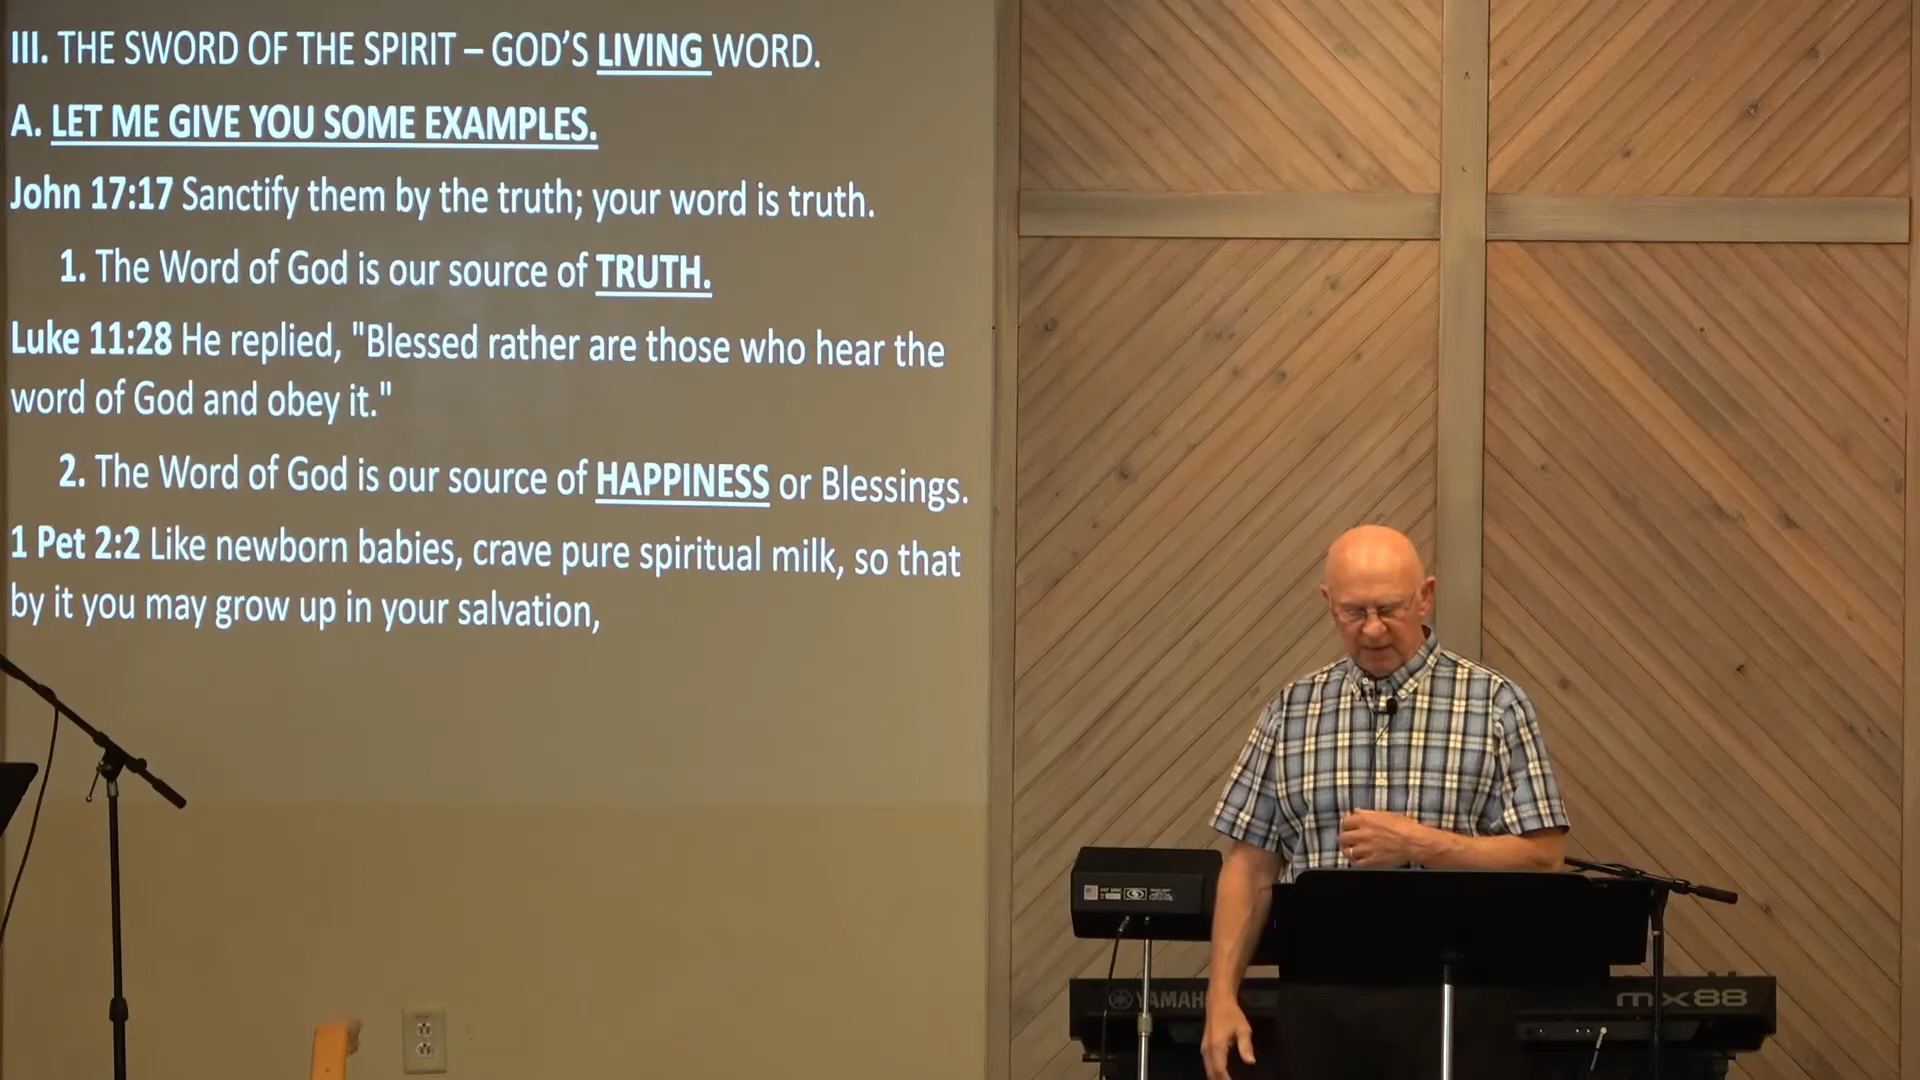 III. THE SWORD OF THE SPIRIT – GOD'S LIVING WORD.
A. LET ME GIVE YOU SOME EXAMPLES.
John 17:17 Sanctify them by the truth; your word is truth.
1. The Word of God is our source of TRUTH.
Luke 11:28 He replied, "Blessed rather are those who hear the
word of God and obey it."
2. The Word of God is our source of HAPPINESS or Blessings.
1 Pet 2:2 Like newborn babies, crave pure spiritual milk, so that
by it you may grow up in your salvation,
YAMAH
mx88